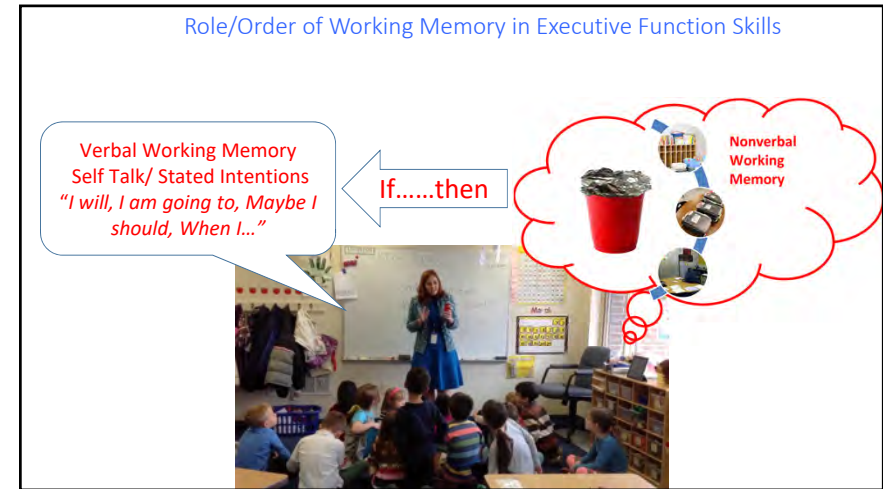 Role/Order of Working Memory in Executive Function Skills
Verbal Working Memory
Self Talk/ Stated Intentions
“I will, I am going to, Maybe I
should, When I…”
If……then
Nonverbal
Working
Memory
March